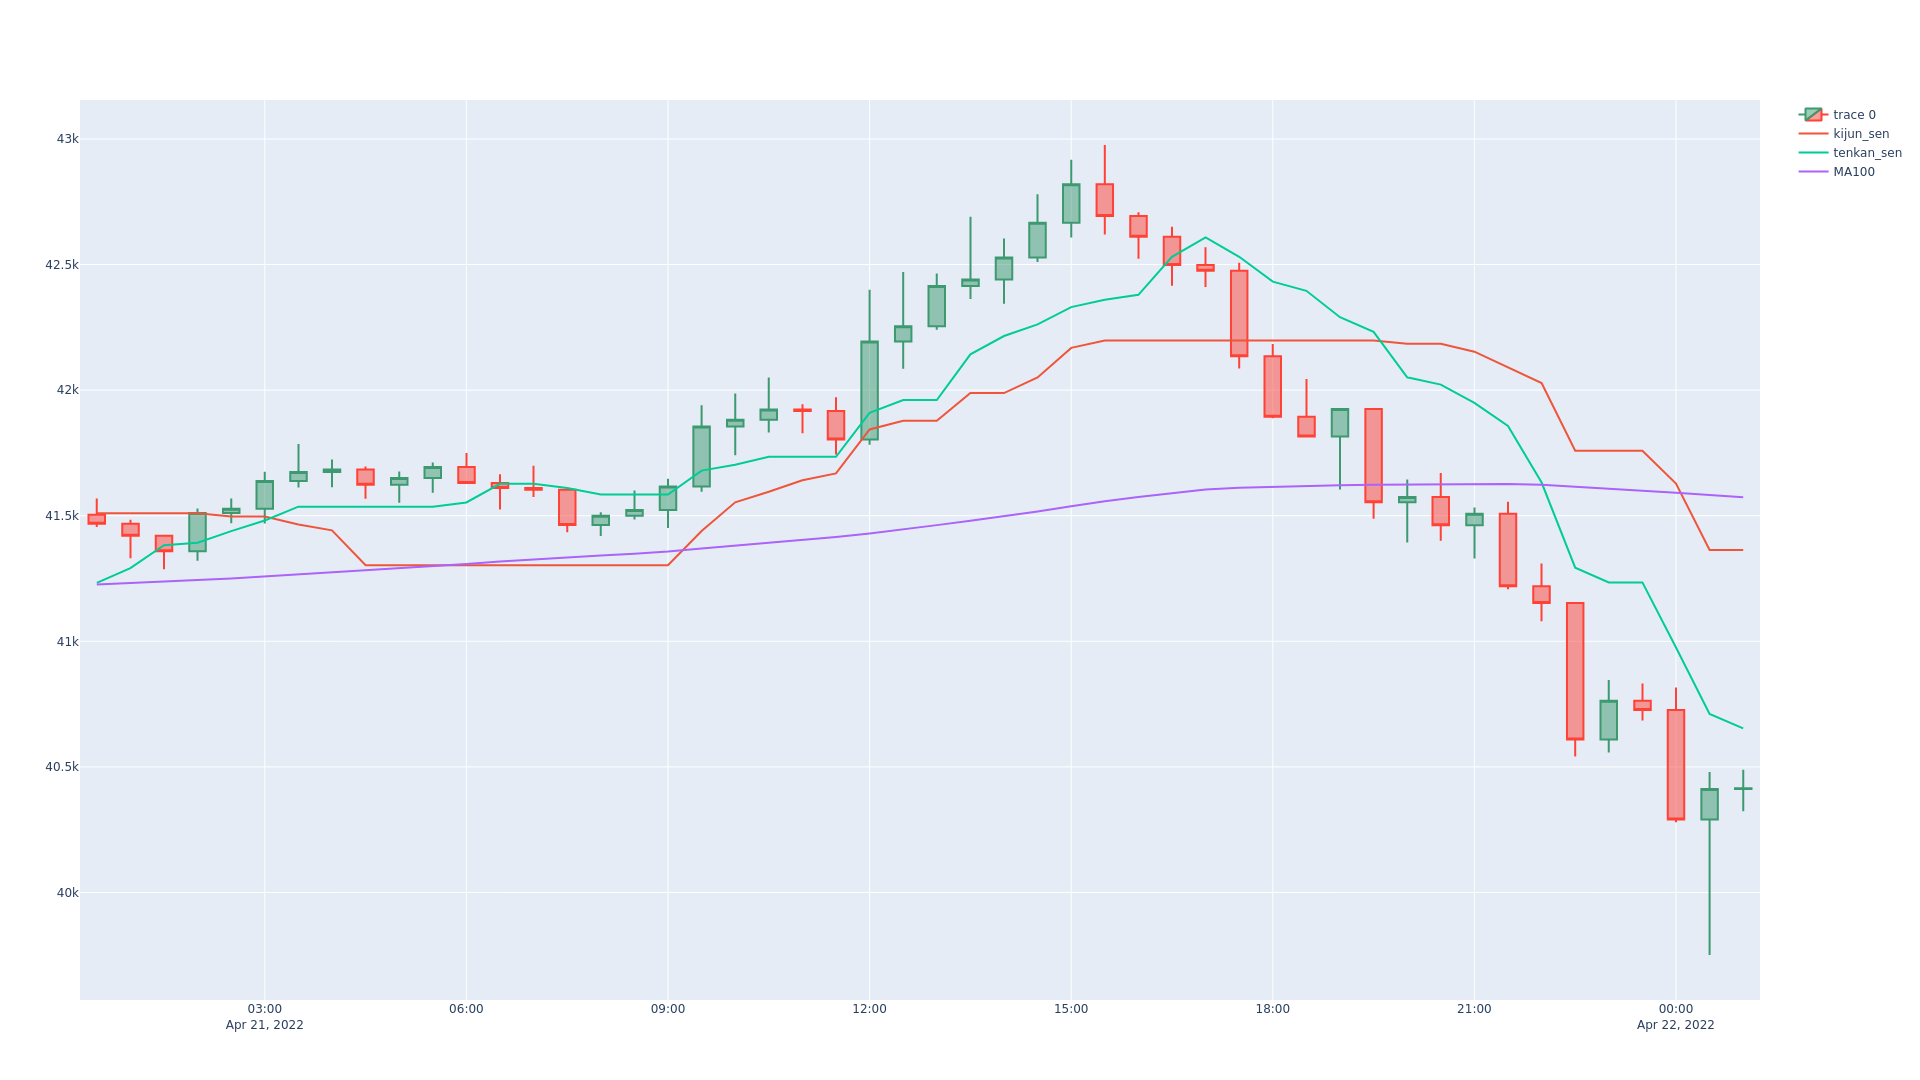 43k
42.5k
42k
41.5k
41k
40.5k
40k
03:00
Apr 21, 2022
06:00
09:00
12:00
15:00
18:00
21:00
00:00
Apr 22, 2022
trace 0
kijun_sen
tenkan_sen
MA100